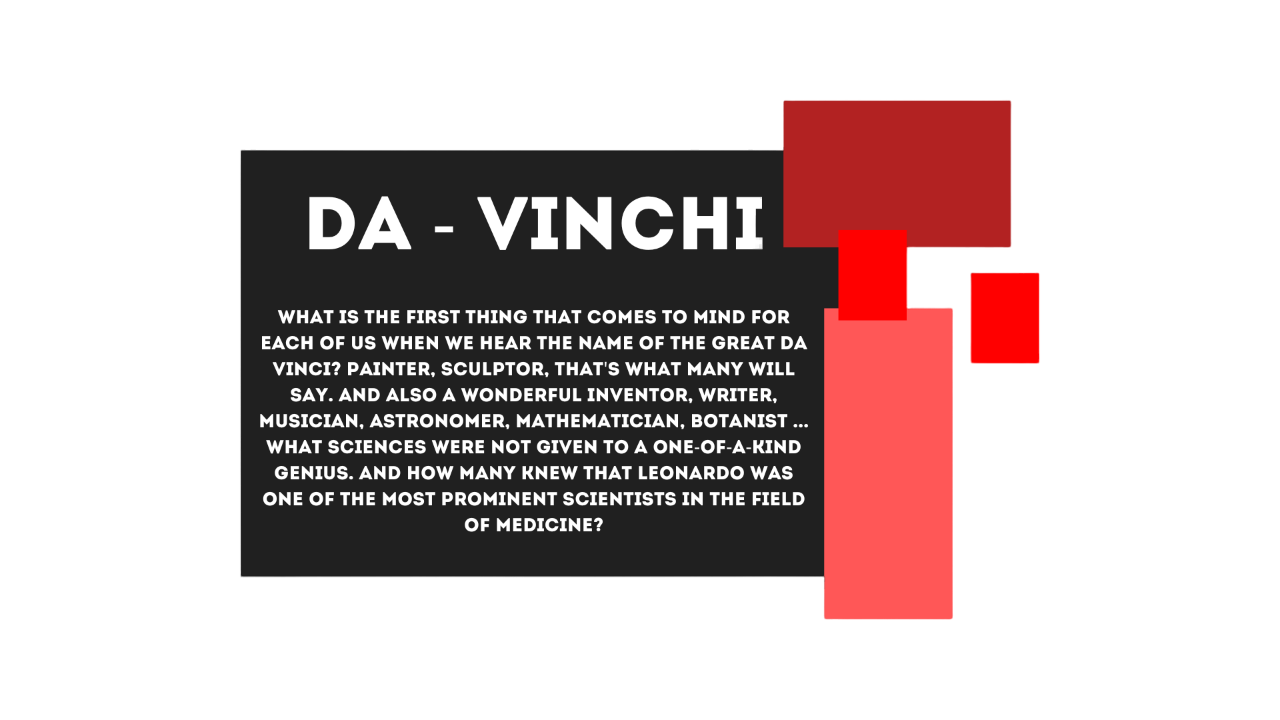 DA - VINCHI
WHAT IS THE FIRST THING THAT COMES TO MIND FOR
EACH OF US WHEN WE HEAR THE NAME OF THE GREAT DA
VINCI? PAINTER, SCULPTOR, THAT'S WHAT MANY WILL
SAY. AND ALSO A WONDERFUL INVENTOR, WRITER,
MUSICIAN, ASTRONOMER, MATHEMATICIAN, BOTANIST ...
WHAT SCIENCES WERE NOT GIVEN TO A ONE-OF-A-KIND
GENIUS. AND HOW MANY KNEW THAT LEONARDO WAS
ONE OF THE MOST PROMINENT SCIENTISTS IN THE FIELD
OF MEDICINE?